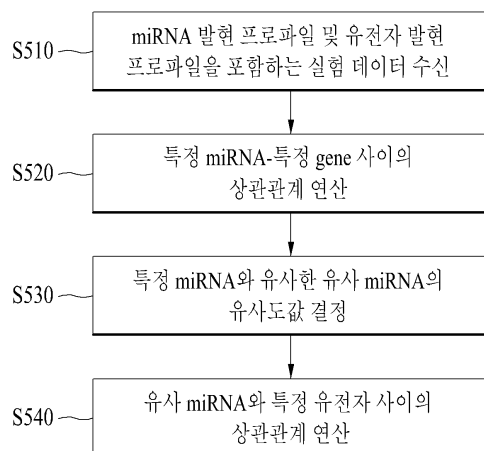 S510
miRNA 발현 프로파일 및 유전자 발현
프로파일을 포함하는 실험 데이터 수신
S520
특정 miRNA-특정 gene 사이의
상관관계 연산
S530
특정 miRNA와 유사한 유사 miRNA의
유사도값 결정
S540
유사 miRNA와 특정 유전자 사이의
상관관계 연산